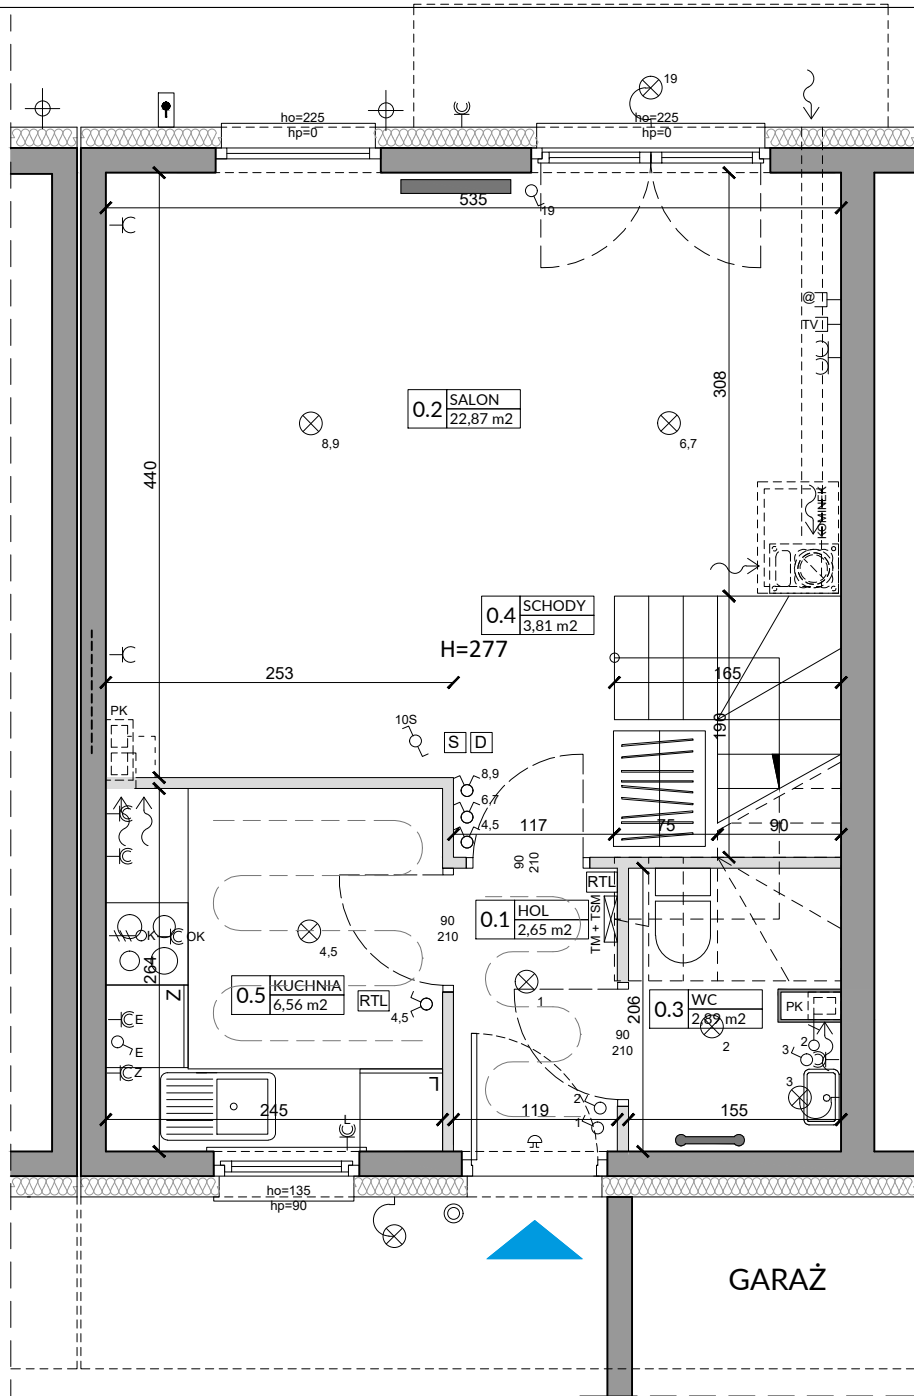 19
ho=225
hp=0
ho=225
hp=0
535
19
@
TV
308
0.2 SALON
22,87 m2
8,9
6,7
440
KOMINEK
0.4 SCHODY
3,81 m2
H=277
253
165
196
PK
10S
S D
8,9
6,7
4,5
117
75
90
90
210
RTL
TM + TSM
0.1 HOL
2,65 m2
90
210
OK
OK
4,5
264
Z
0.5 KUCHNIA
6,56 m2
RTL
4,5
1
206
0.3 WC
2,89 m2
PK
2
90
210
2
3
E
E
Z
3
2
1
L
245
119
155
ho=135
hp=90
GARAŻ